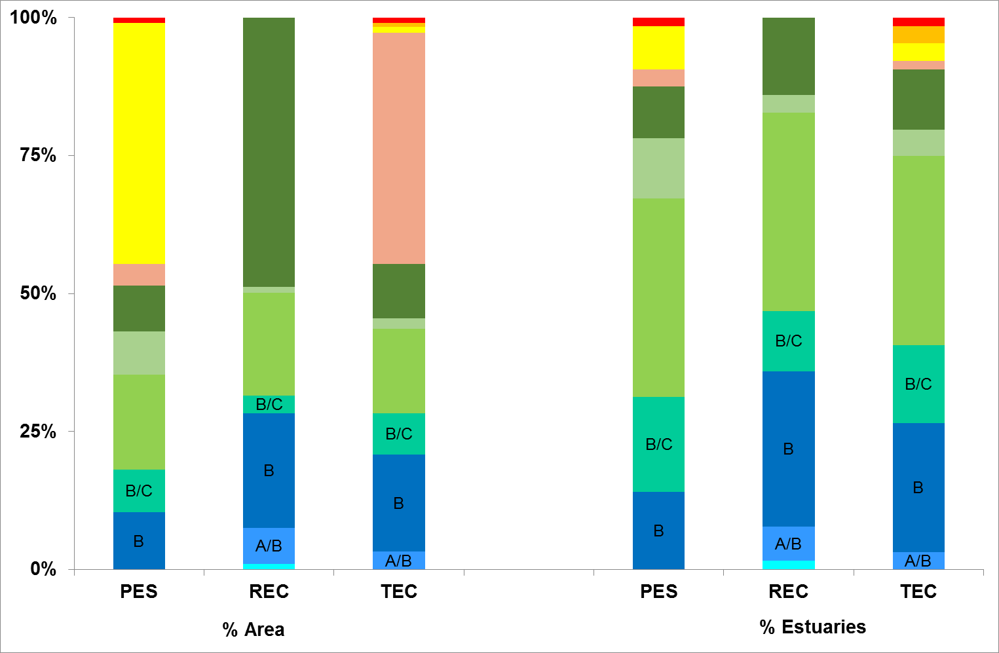 100%
75%
50%
25%
0%
B/C
B
B/C
B
A/B
B/C
B
A/B
B/C
B
B/C
B
A/B
B/C
B
A/B
PES REC TEC PES REC TEC
% Area % Estuaries